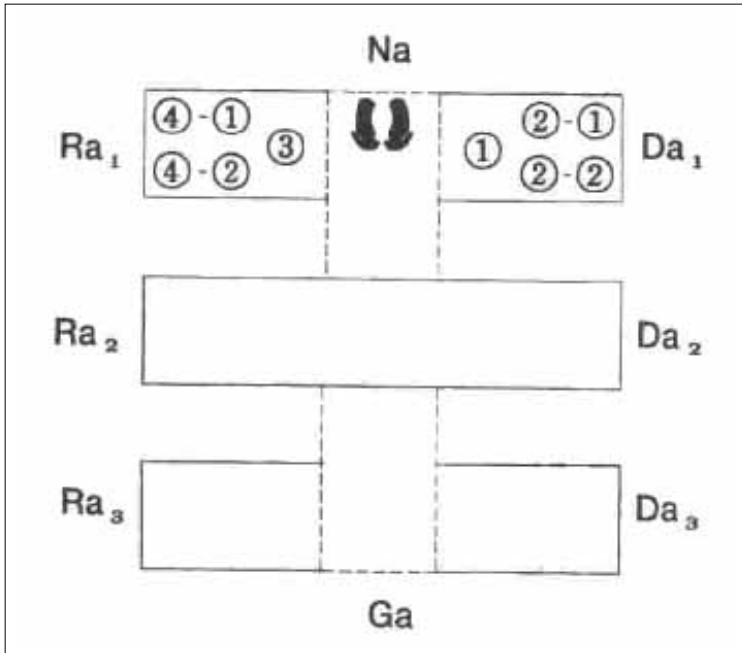 Na
④-① ②-①
Ra₁ ③ ① Da₁
④-② ②-②
Ra₂ Da₂
Ra₃ Da₃
Ga